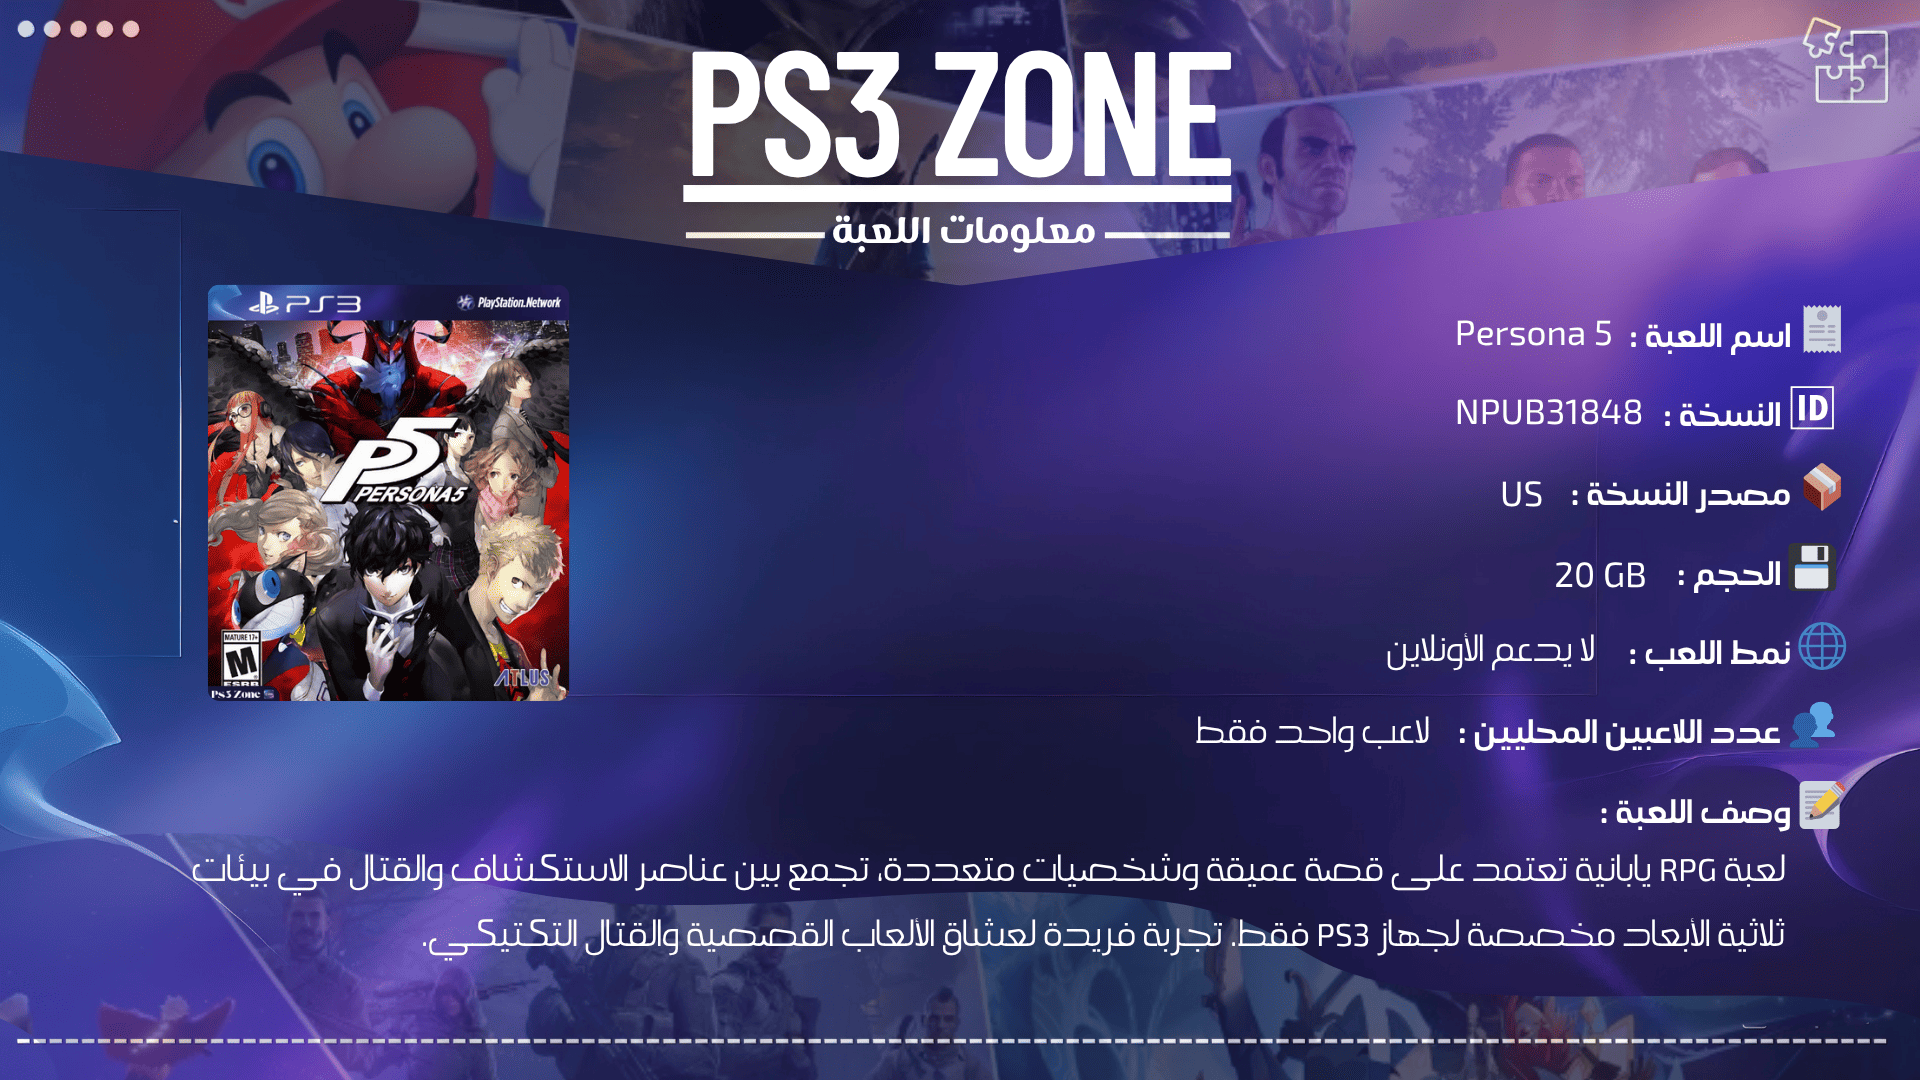 PS3 ZONE
معلومات اللعبة
PS3 PlayStation.Network
P5
PERSONA5
MATURE 17+
M
ESRB
ATLUS
PS3 Zone
اسم اللعبة : Persona 5
ID النسخة : NPUB31848
مصدر النسخة : US
الحجم : 20 GB
نمط اللعب : لا يدعم الأونلاين
عدد اللاعبين المحليين : لاعب واحد فقط
وصف اللعبة :
لعبة RPG يابانية تعتمد على قصة عميقة وشخصيات متعددة، تجمع بين عناصر الاستكشاف والقتال في بيئات
ثلاثية الأبعاد مخصصة لجهاز PS3 فقط. تجربة فريدة لعشاق الألعاب القصصية والقتال التكتيكي.